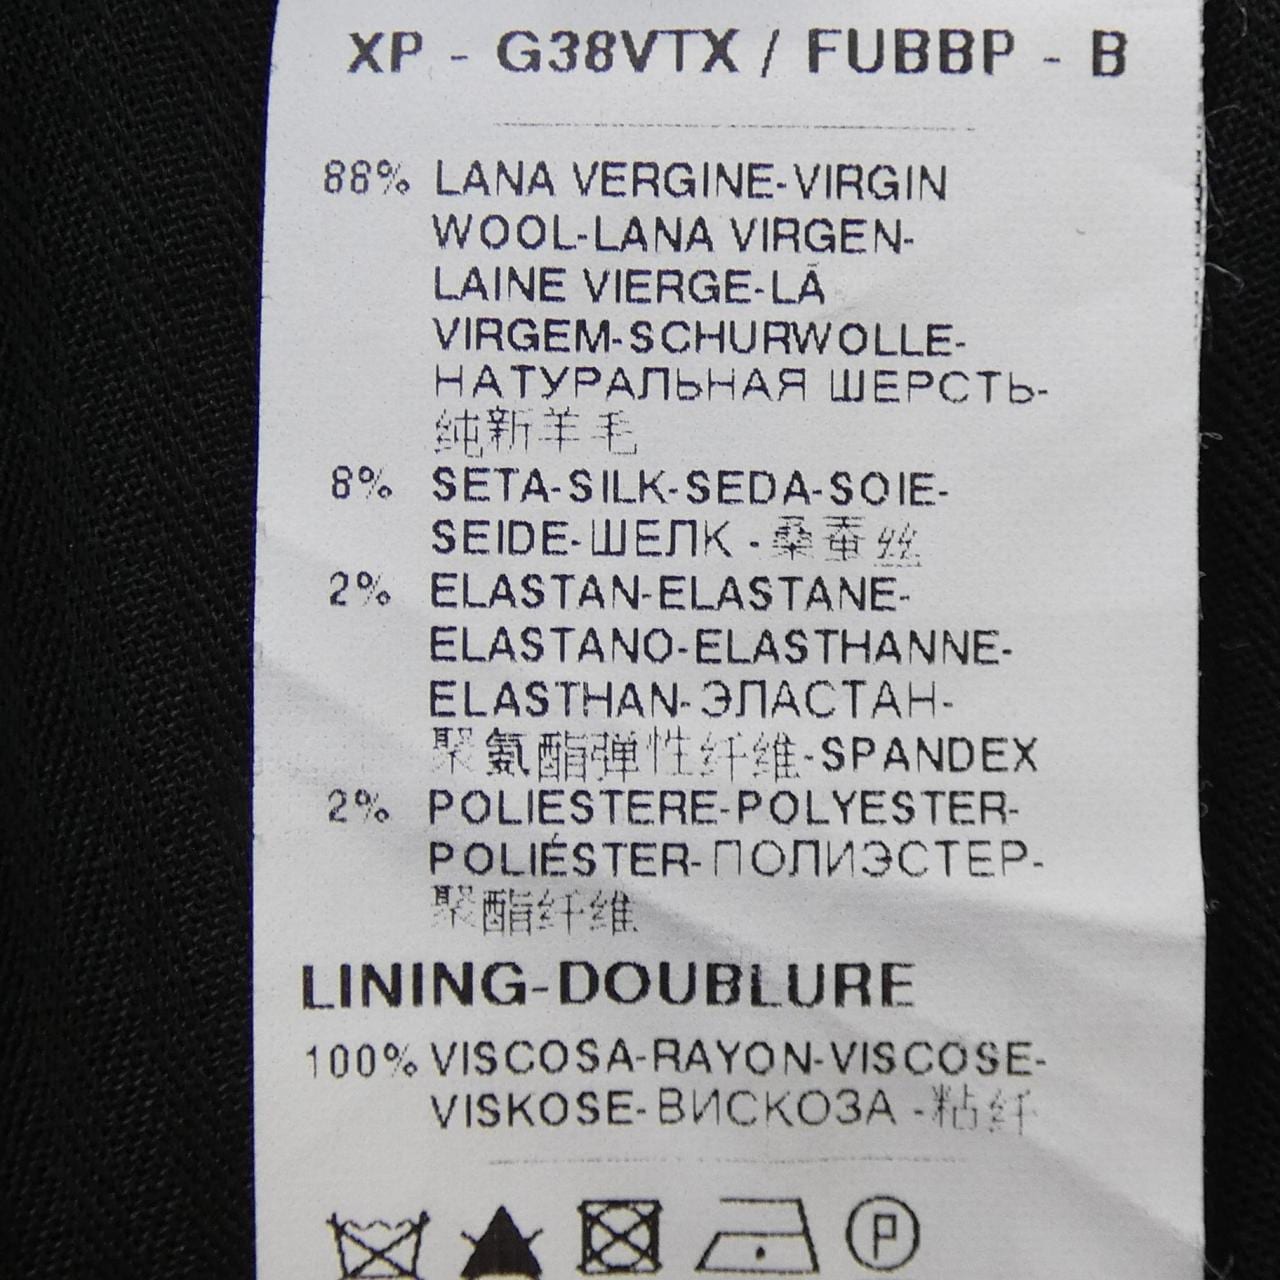 XP - G38VTX / FUBBP - B
88% LANA VERGINE-VIRGIN
WOOL-LANA VIRGEN-
LAINE VIERGE-LÃ
VIRGEM-SCHURWOLLE-
НАТУРАЛЬНАЯ ШЕРСТЬ-
纯新羊毛
8% SETA-SILK-SEDA-SOIE-
SEIDE-ШЕЛК - 桑蚕丝
2% ELASTAN-ELASTANE-
ELASTANO-ELASTHANNE-
ELASTHAN-ЭЛАСТАН-
聚氨酯弹性纤维-SPANDEX
2% POLIESTERE-POLYESTER-
POLIÉSTER-ПОЛИЭСТЕР-
聚酯纤维
LINING-DOUBLURE
100% VISCOSA-RAYON-VISCOSE-
VISKOSE-ВИСКОЗА -粘纤
P